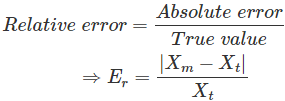 Relative error = Absolute error / True value
⇒ E_r = |X_m − X_t| / X_t